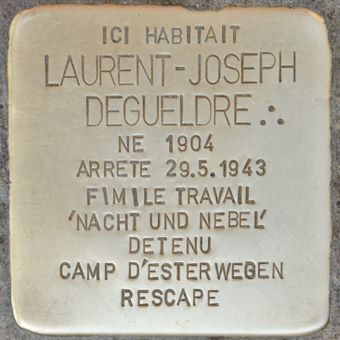 ICI HABITAIT
LAURENT-JOSEPH
DEGUELDRE ∴
NE 1904
ARRETE 29.5.1943
FIMILE TRAVAIL
'NACHT UND NEBEL'
DETENU
CAMP D'ESTERWEGEN
RESCAPE